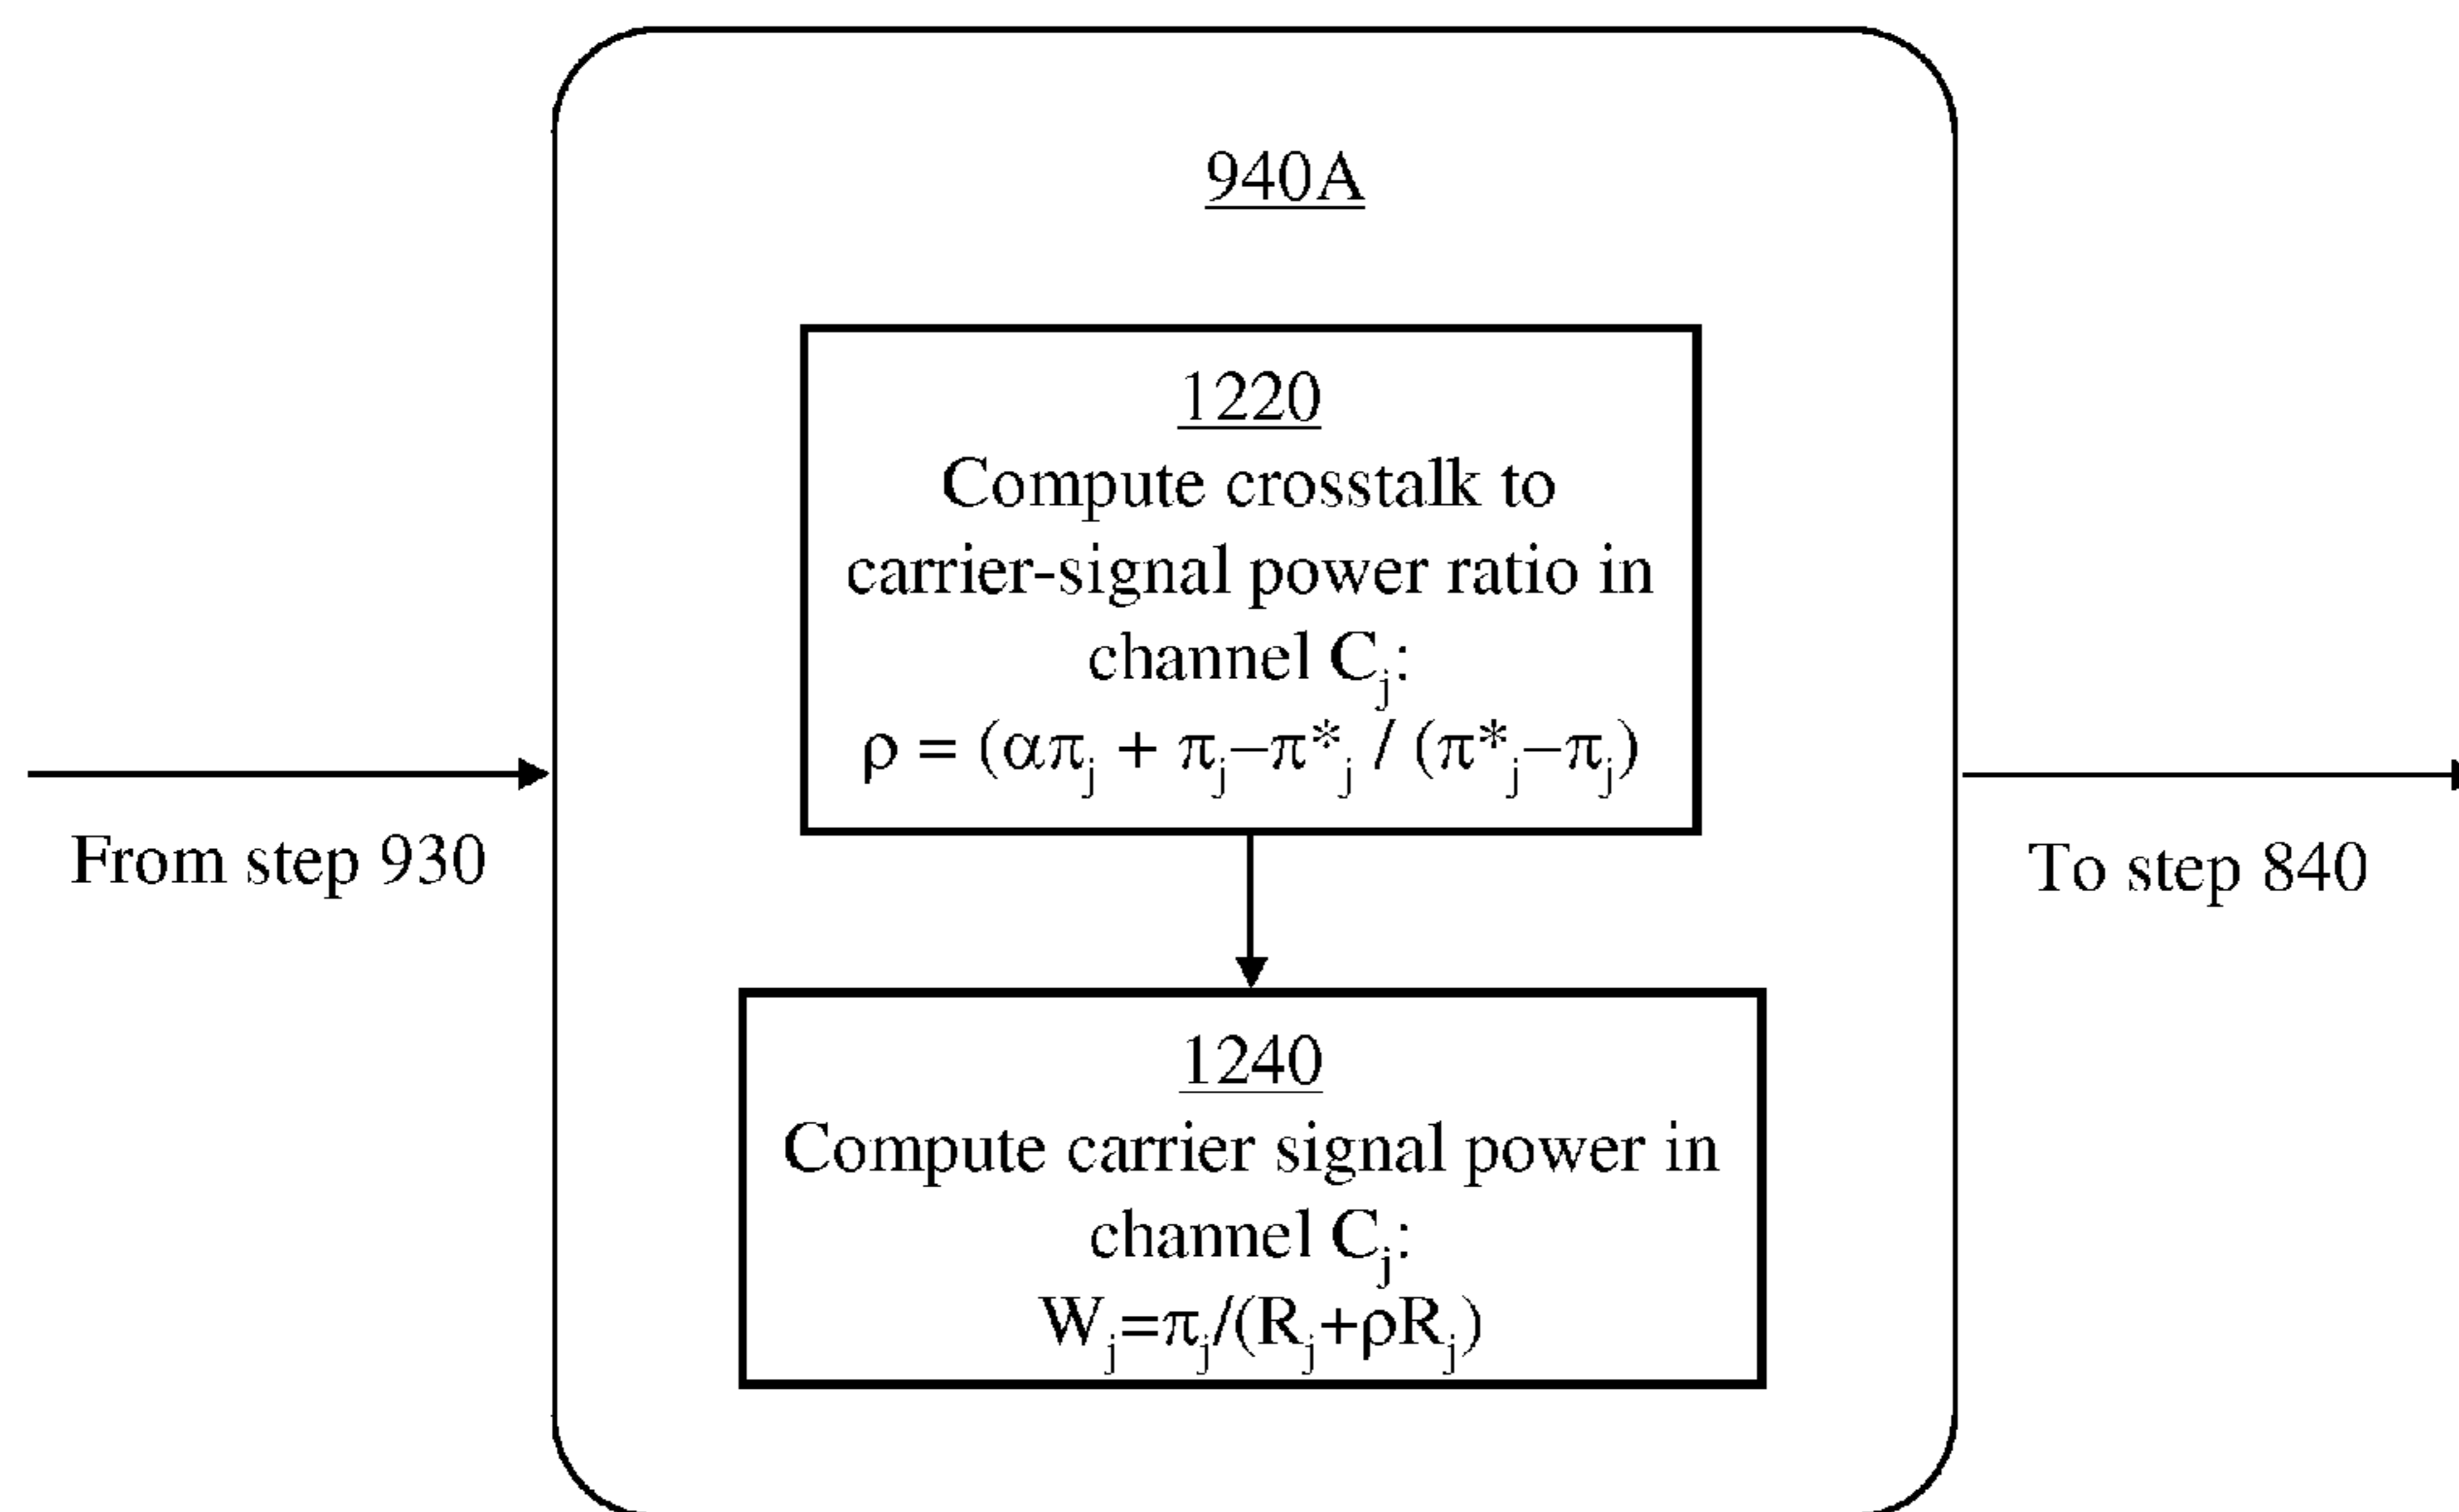 940A
1220
Compute crosstalk to
carrier-signal power ratio in
channel Cj:
ρ = (απj + πj–π*j / (π*j–πj)
From step 930
To step 840
1240
Compute carrier signal power in
channel Cj:
Wj=πj/(Rj+ρRj)